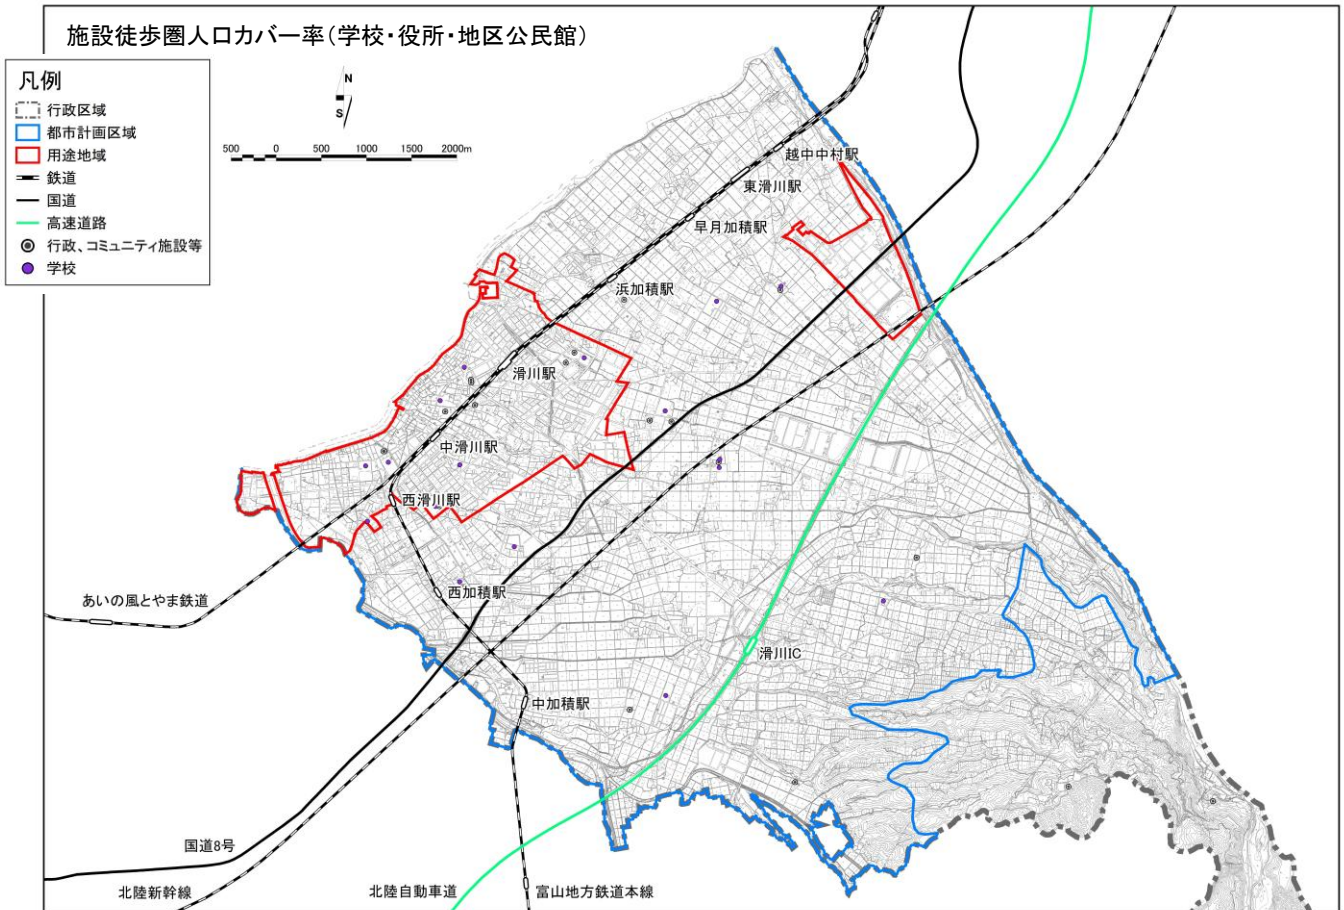 施設徒歩圏人口カバー率(学校・役所・地区公民館)
凡例
行政区域
都市計画区域
用途地域
鉄道
国道
高速道路
行政、コミュニティ施設等
学校
N
S
500 0 500 1000 1500 2000m
越中中村駅
東滑川駅
早月加積駅
浜加積駅
滑川駅
中滑川駅
西滑川駅
西加積駅
あいの風とやま鉄道
滑川IC
中加積駅
国道8号
北陸新幹線
北陸自動車道
富山地方鉄道本線